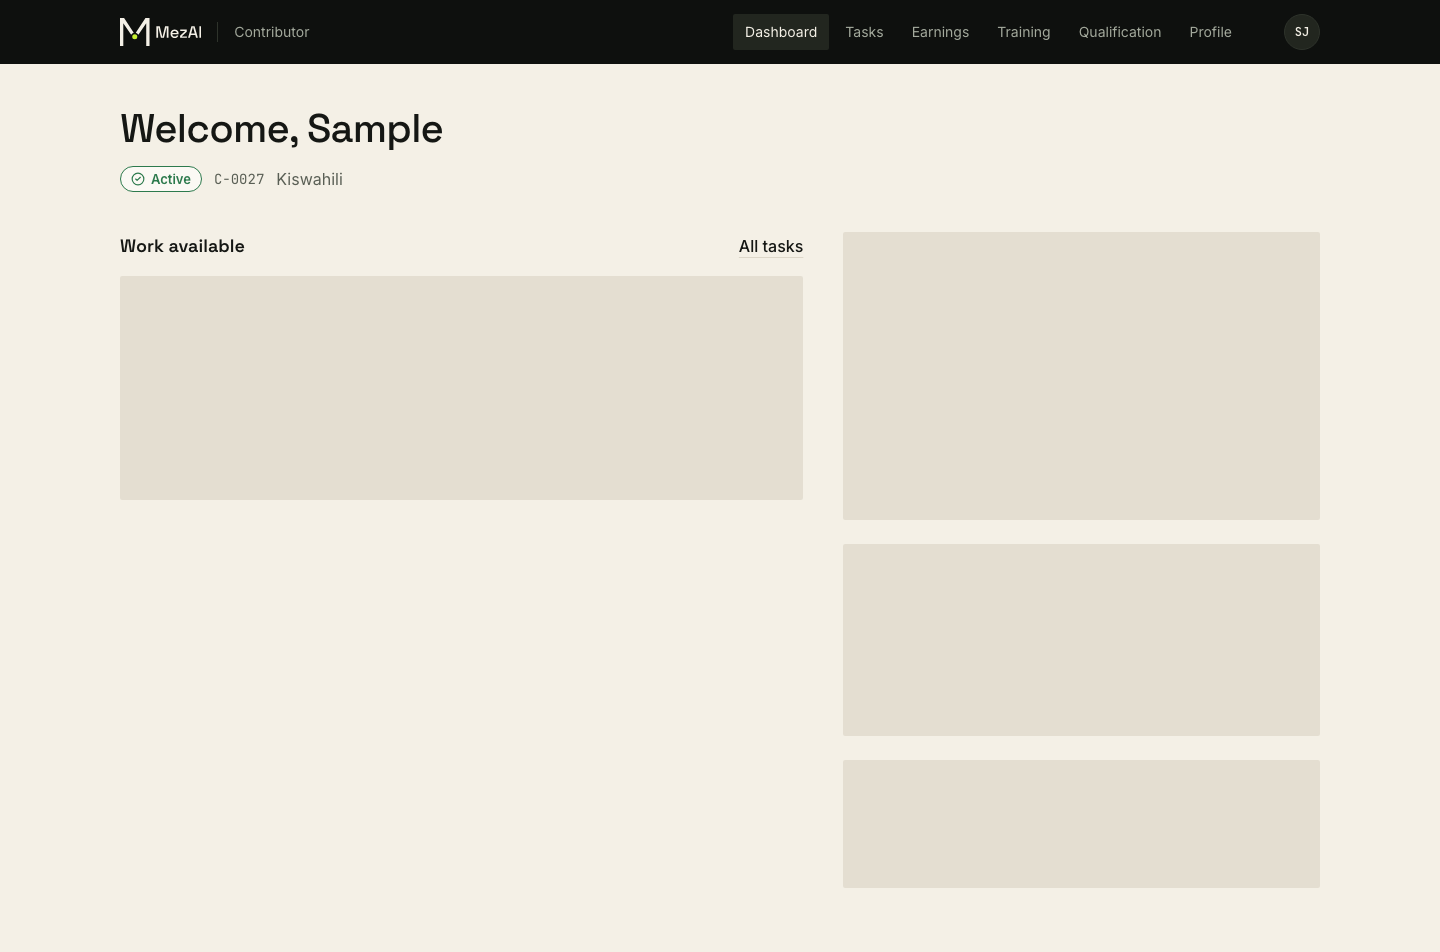 MezAI
Contributor
Dashboard
Tasks
Earnings
Training
Qualification
Profile
SJ
Welcome, Sample
Active
C-0027
Kiswahili
Work available
All tasks